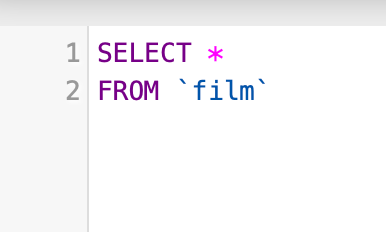 1 SELECT *
2 FROM `film`